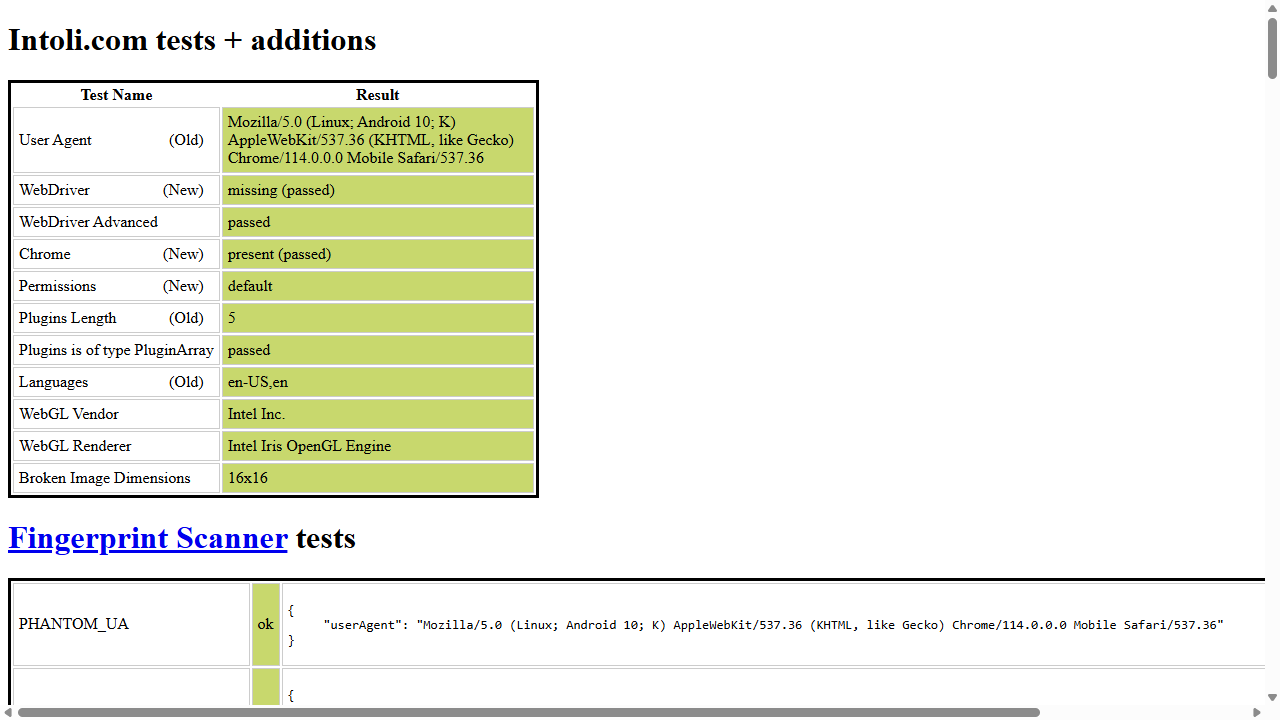 Intoli.com tests + additions
Test Name Result
User Agent (Old) Mozilla/5.0 (Linux; Android 10; K)
AppleWebKit/537.36 (KHTML, like Gecko)
Chrome/114.0.0.0 Mobile Safari/537.36
WebDriver (New) missing (passed)
WebDriver Advanced passed
Chrome (New) present (passed)
Permissions (New) default
Plugins Length (Old) 5
Plugins is of type PluginArray passed
Languages (Old) en-US,en
WebGL Vendor Intel Inc.
WebGL Renderer Intel Iris OpenGL Engine
Broken Image Dimensions 16x16
Fingerprint Scanner tests
PHANTOM_UA ok {
"userAgent": "Mozilla/5.0 (Linux; Android 10; K) AppleWebKit/537.36 (KHTML, like Gecko) Chrome/114.0.0.0 Mobile Safari/537.36"
}
{